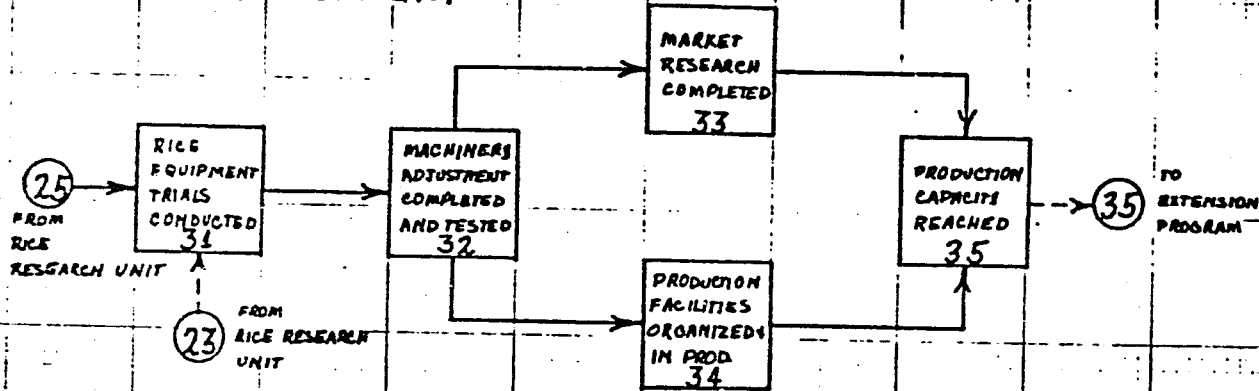 MARKET
RESEARCH
COMPLETED
33
RICE
EQUIPMENT
TRIALS
CONDUCTED
31
MACHINERY
ADJUSTMENT
COMPLETED
AND TESTED
32
PRODUCTION
CAPACITY
REACHED
35
25
FROM
RICE
RESEARCH UNIT
35
TO
EXTENSION
PROGRAM
23
FROM
RICE RESEARCH
UNIT
PRODUCTION
FACILITIES
ORGANIZED &
IN PROD.
34